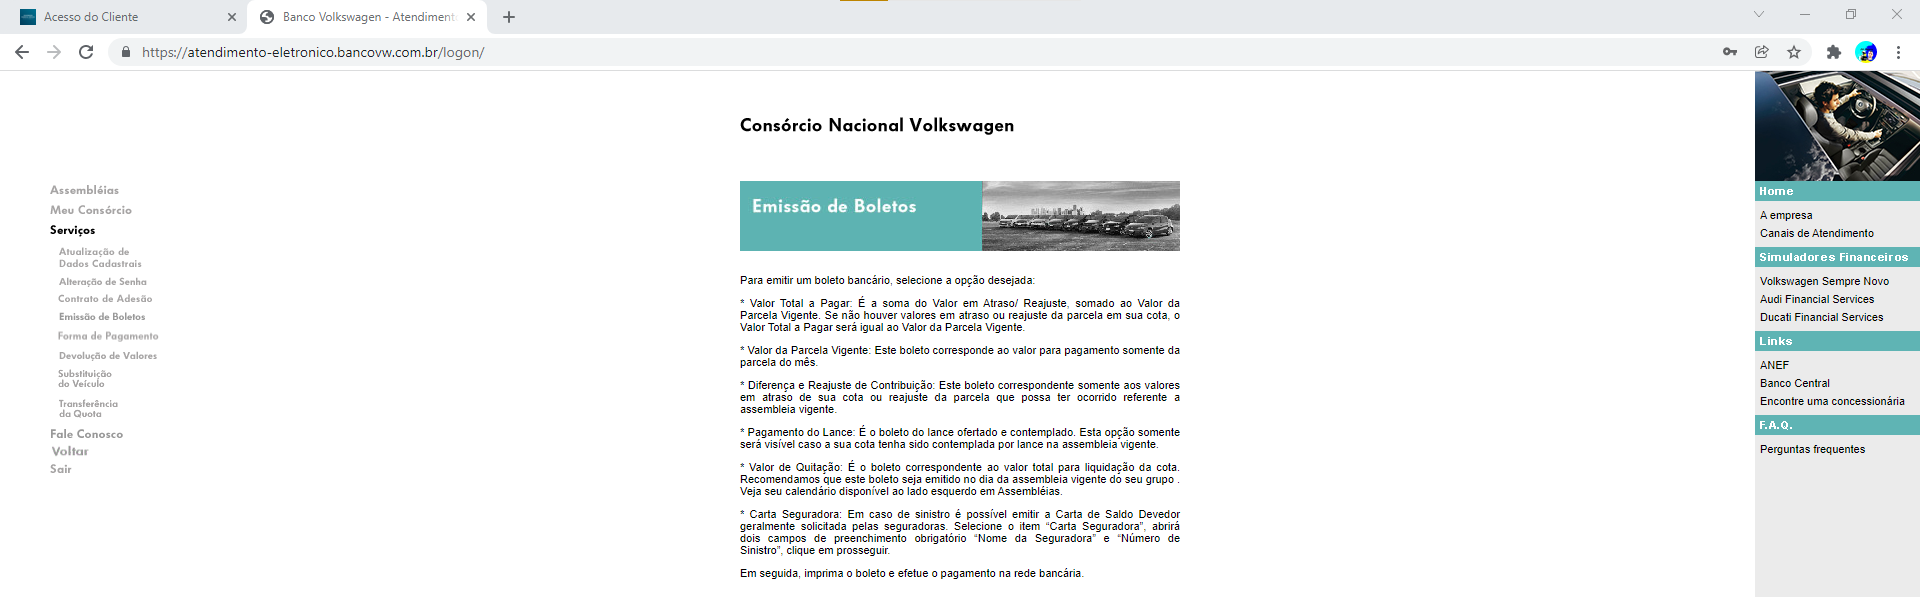 Acesso do Cliente
Banco Volkswagen - Atendiment
https://atendimento-eletronico.bancovw.com.br/logon/
Consórcio Nacional Volkswagen
Assembléias
Meu Consórcio
Serviços
Atualização de
Dados Cadastrais
Alteração de Senha
Contrato de Adesão
Emissão de Boletos
Forma de Pagamento
Devolução de Valores
Substituição
da Veículo
Transferência
da Quota
Fale Conosco
Voltar
Sair
Emissão de Boletos
Para emitir um boleto bancário, selecione a opção desejada:
* Valor Total a Pagar: É a soma do Valor em Atraso/ Reajuste, somado ao Valor da
Parcela Vigente. Se não houver valores em atraso ou reajuste da parcela em sua cota, o
Valor Total a Pagar será igual ao Valor da Parcela Vigente.
* Valor da Parcela Vigente: Este boleto corresponde ao valor para pagamento somente da
parcela do mês.
* Diferença e Reajuste de Contribuição: Este boleto correspondente somente aos valores
em atraso de sua cota ou reajuste da parcela que possa ter ocorrido referente a
assembleia vigente.
* Pagamento do Lance: É o boleto do lance ofertado e contemplado. Esta opção somente
será visível caso a sua cota tenha sido contemplada por lance na assembleia vigente.
* Valor de Quitação: É o boleto correspondente ao valor total para liquidação da cota.
Recomendamos que este boleto seja emitido no dia da assembleia vigente do seu grupo .
Veja seu calendário disponível ao lado esquerdo em Assembléias.
* Carta Seguradora: Em caso de sinistro é possível emitir a Carta de Saldo Devedor
geralmente solicitada pelas seguradoras. Selecione o item “Carta Seguradora”, abrirá
dois campos de preenchimento obrigatório “Nome da Seguradora” e “Número de
Sinistro”, clique em prosseguir.
Em seguida, imprima o boleto e efetue o pagamento na rede bancária.
Home
A empresa
Canais de Atendimento
Simuladores Financeiros
Volkswagen Sempre Novo
Audi Financial Services
Ducati Financial Services
Links
ANEF
Banco Central
Encontre uma concessionária
F.A.Q.
Perguntas frequentes